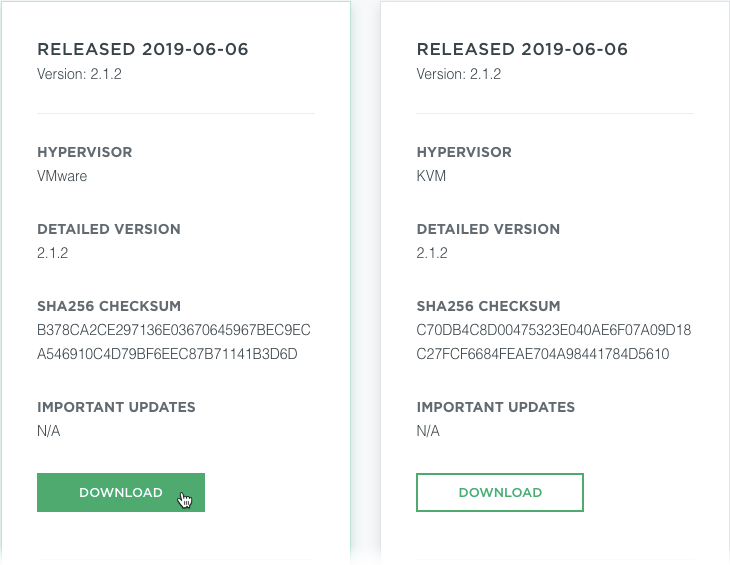 RELEASED 2019-06-06
Version: 2.1.2
HYPERVISOR
VMware
DETAILED VERSION
2.1.2
SHA256 CHECKSUM
B378CA2CE297136E03670645967BEC9EC
A546910C4D79BF6EEC87B71141B3D6D
IMPORTANT UPDATES
N/A
DOWNLOAD
RELEASED 2019-06-06
Version: 2.1.2
HYPERVISOR
KVM
DETAILED VERSION
2.1.2
SHA256 CHECKSUM
C70DB4C8D00475323E040AE6F07A09D18
C27FCF6684FEAE704A98441784D5610
IMPORTANT UPDATES
N/A
DOWNLOAD